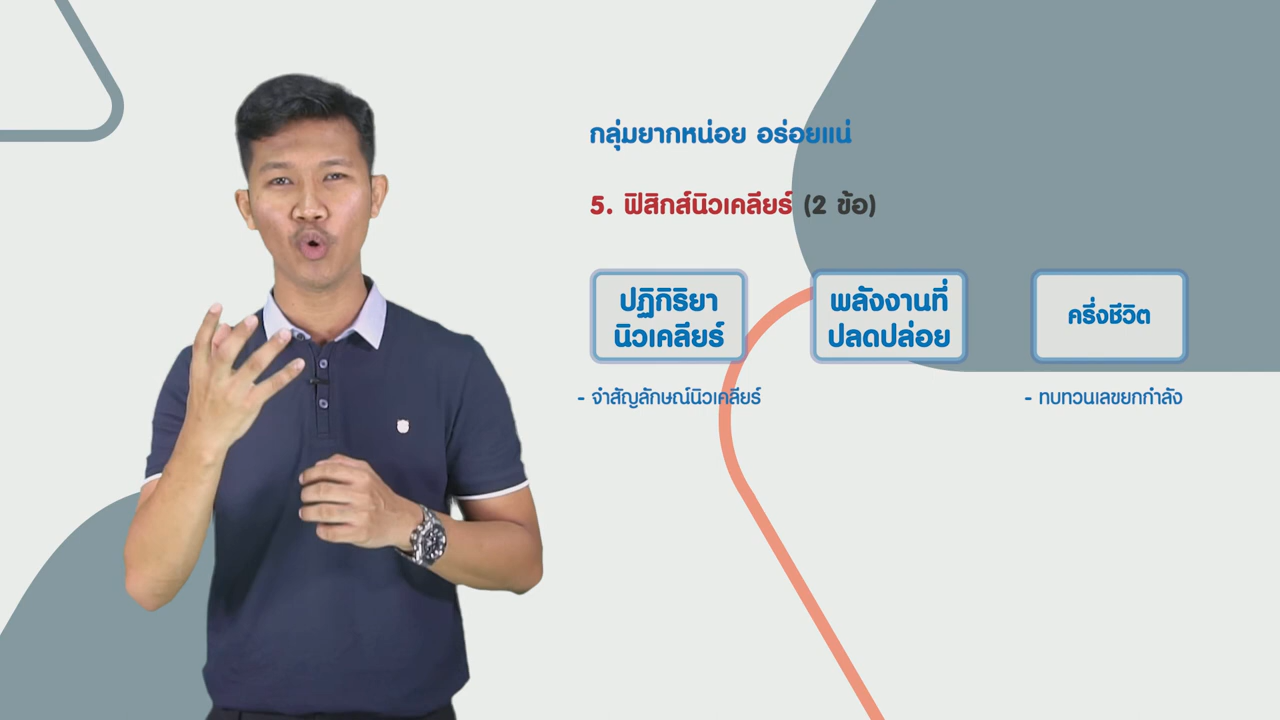 กลุ่มยากหน่อย อร่อยแน่
5. ฟิสิกส์นิวเคลียร์ (2 ข้อ)
ปฏิกิริยา
นิวเคลียร์
พลังงานที่
ปลดปล่อย
ครึ่งชีวิต
- จำสัญลักษณ์นิวเคลียร์
- ทบทวนเลขยกกำลัง